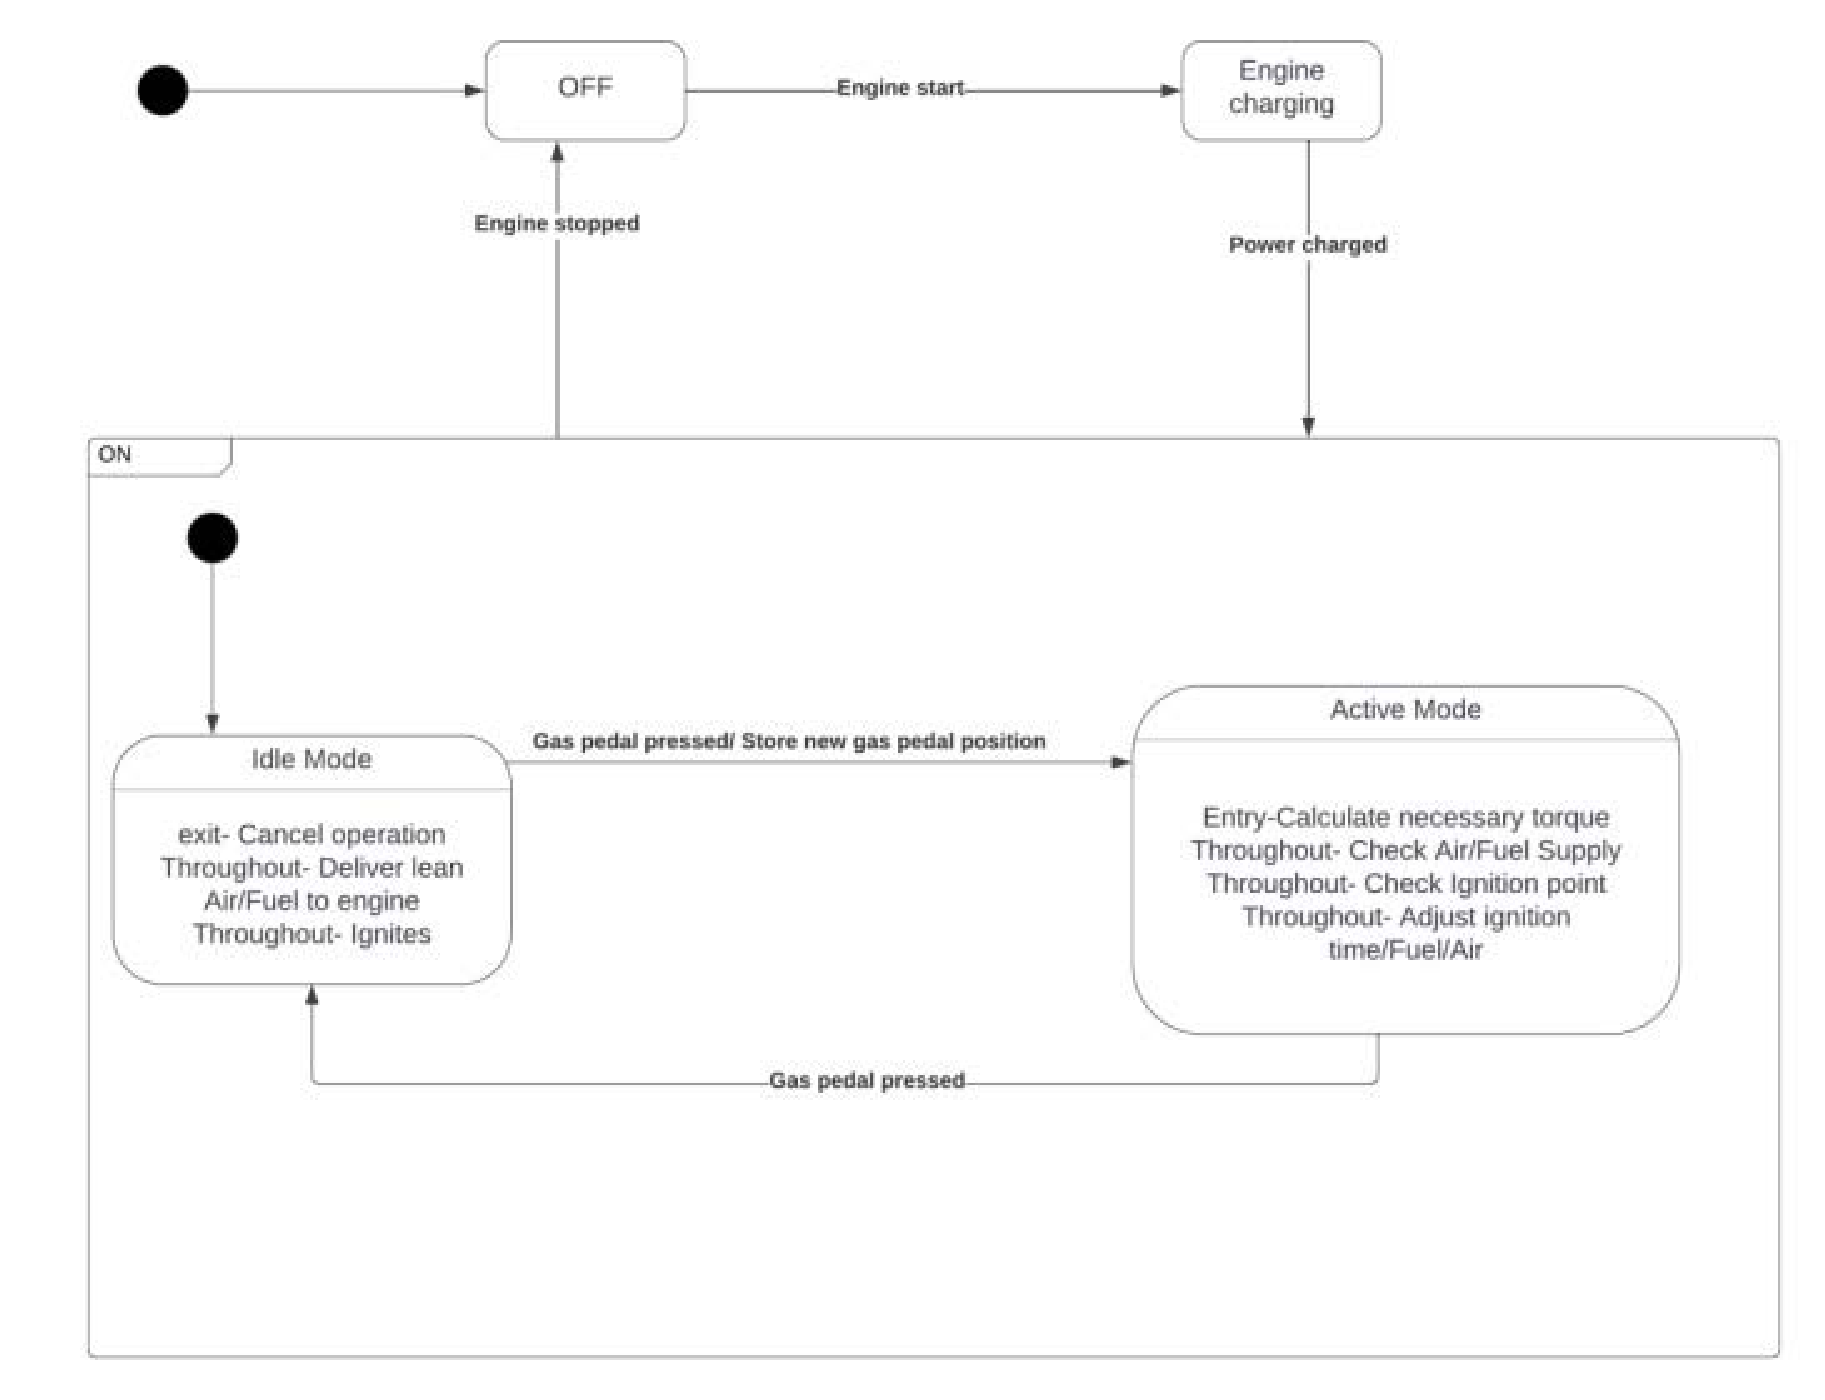 OFF
Engine start
Engine
charging
Engine stopped
Power charged
ON
Idle Mode
exit- Cancel operation
Throughout- Deliver lean
Air/Fuel to engine
Throughout- Ignites
Gas pedal pressed/ Store new gas pedal position
Active Mode
Entry-Calculate necessary torque
Throughout- Check Air/Fuel Supply
Throughout- Check Ignition point
Throughout- Adjust ignition
time/Fuel/Air
Gas pedal pressed